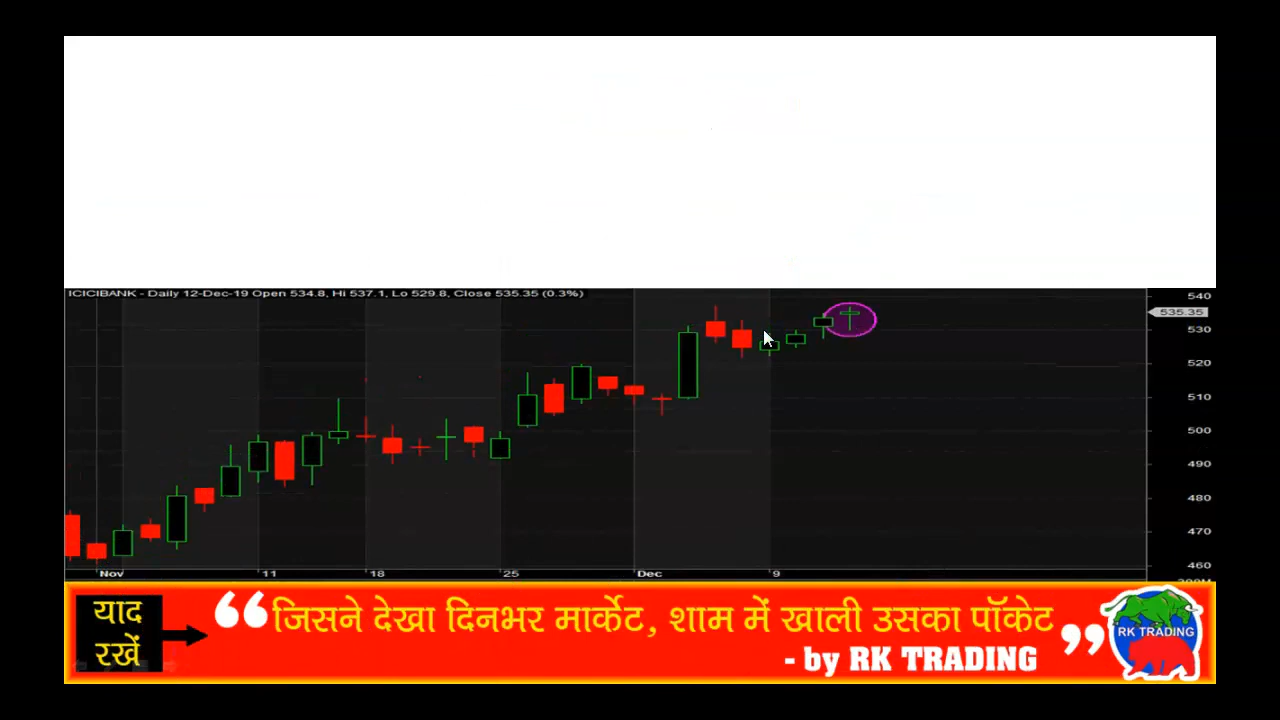 ICICIBANK - Daily 12-Dec-19 Open 534.8, Hi 537.1, Lo 529.8, Close 535.35 (0.3%)
540
535.35
530
520
510
500
490
480
470
460
Nov 11 18 25 Dec 9
याद
रखें
“जिसने देखा दिनभर मार्केट, शाम में खाली उसका पॉकेट”
- by RK TRADING
RK TRADING